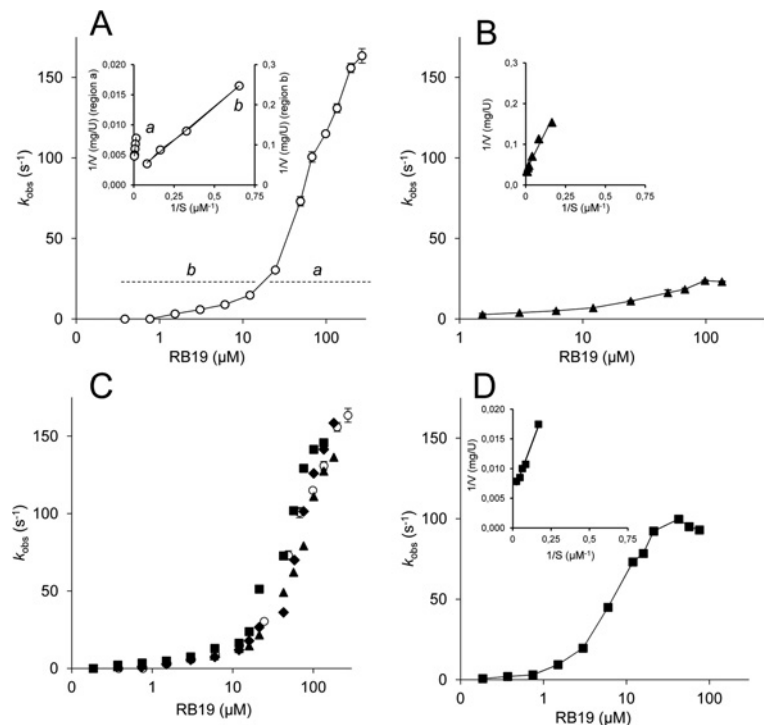 A
150
100
50
0
k_obs (s⁻¹)
0
1
10
100
RB19 (µM)
b
a
0,020
0,015
0,010
0,005
0,000
1/V (mg/U) (region a)
0,3
0,2
0,1
0
1/V (mg/U) (region b)
a
b
0
0,25
0,5
0,75
1/S (µM⁻¹)
B
150
100
50
0
k_obs (s⁻¹)
1
10
100
RB19 (µM)
0,3
0,2
0,1
0,0
1/V (mg/U)
0
0,25
0,5
0,75
1/S (µM⁻¹)
C
150
100
50
0
k_obs (s⁻¹)
0
1
10
100
RB19 (µM)
D
150
100
50
0
k_obs (s⁻¹)
0
1
10
100
RB19 (µM)
0,020
0,015
0,010
0,005
0,000
1/V (mg/U)
0
0,25
0,5
0,75
1/S (µM⁻¹)